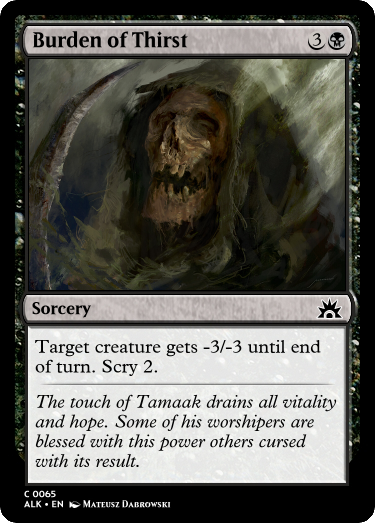 Burden of Thirst 3
Sorcery
Target creature gets -3/-3 until end
of turn. Scry 2.
The touch of Tamaak drains all vitality
and hope. Some of his worshipers are
blessed with this power others cursed
with its result.
C 0065
ALK • EN Mateusz Dabrowski